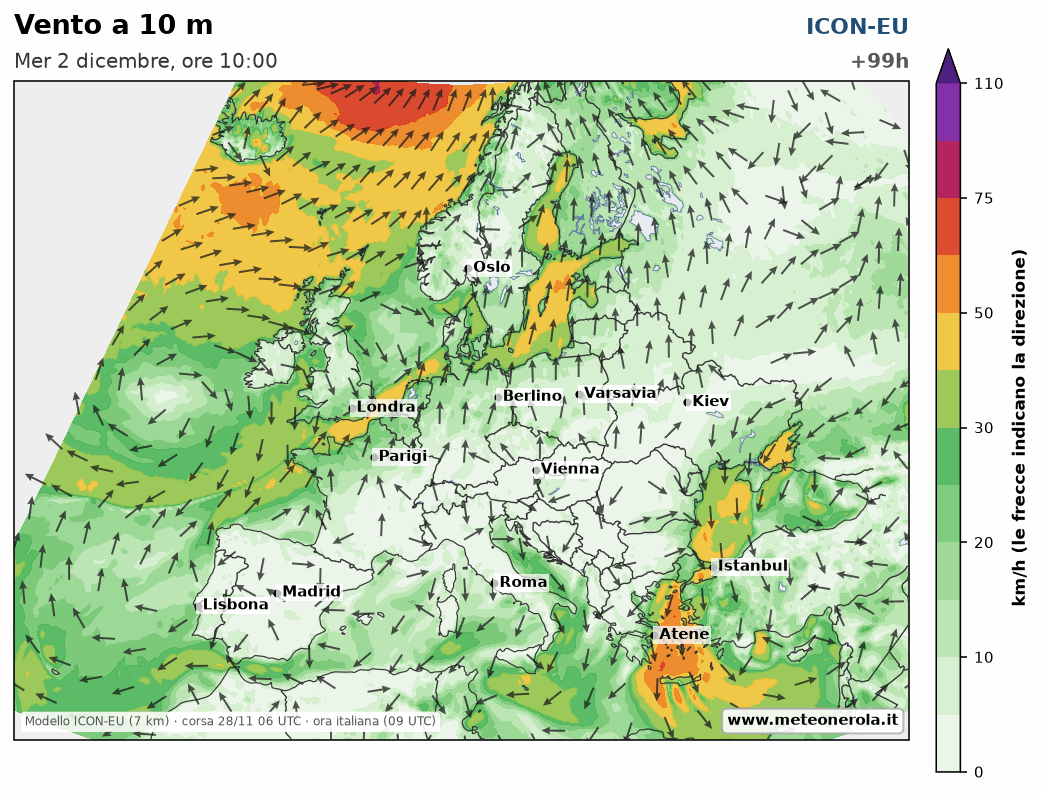 Vento a 10 m
ICON-EU
Mer 2 dicembre, ore 10:00
+99h
110
75
50
30
20
10
0
km/h (le frecce indicano la direzione)
Oslo
Londra
Berlino
Varsavia
Kiev
Parigi
Vienna
Istanbul
Roma
Madrid
Lisbona
Atene
Modello ICON-EU (7 km) · corsa 28/11 06 UTC · ora italiana (09 UTC)
www.meteonerola.it